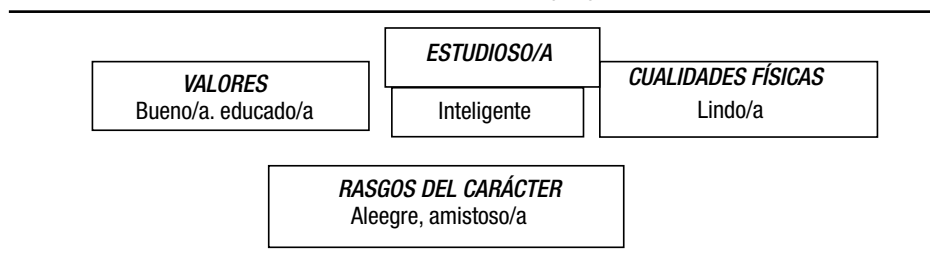 ESTUDIOSO/A
Inteligente
VALORES
Bueno/a. educado/a
CUALIDADES FÍSICAS
Lindo/a
RASGOS DEL CARÁCTER
Aleegre, amistoso/a